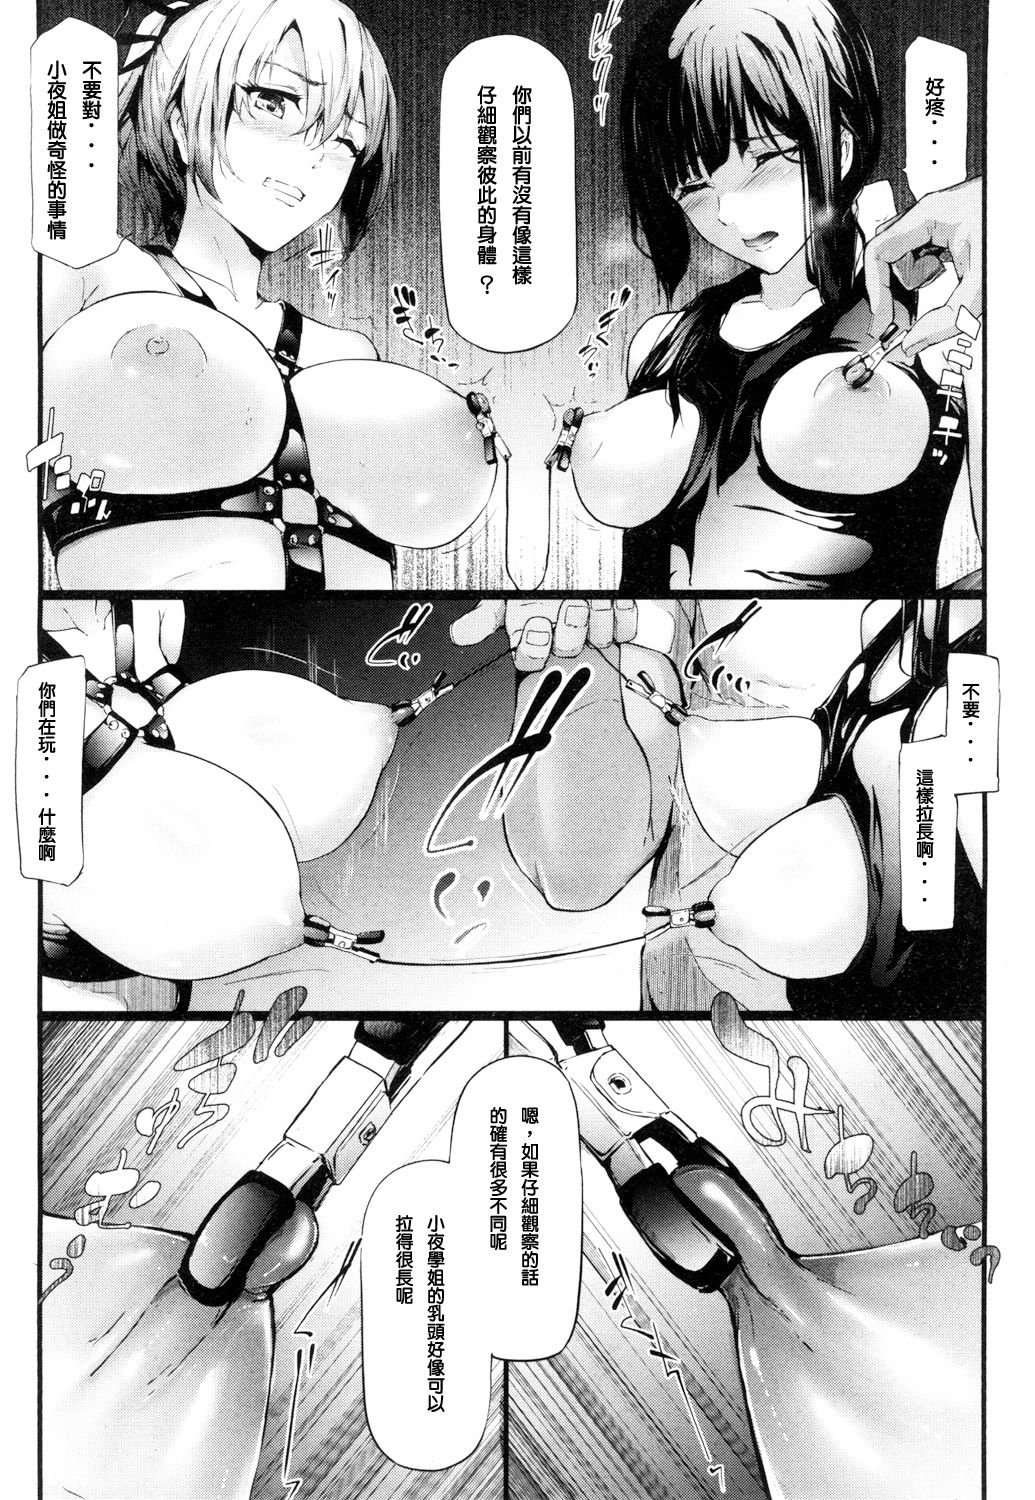 好疼．．．
你們以前有沒有像這樣
仔細觀察彼此的身體？
不要對．．．
小夜姐做奇怪的事情
不要．．．
這樣拉長啊．．．
你們在玩．．．什麼啊
嗯，如果仔細觀察的話
的確有很多不同呢
小夜學姐的乳頭好像可以
拉得很長呢